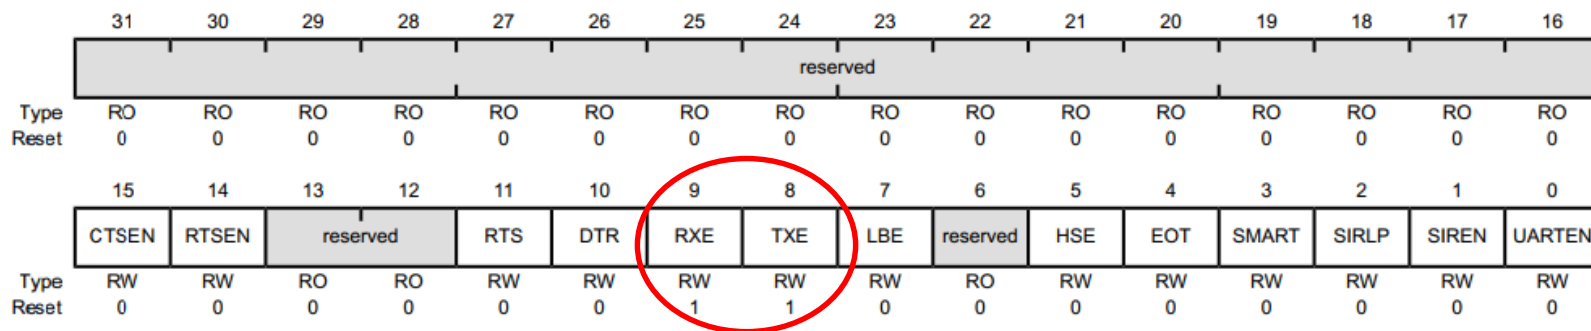 31 30 29 28 27 26 25 24 23 22 21 20 19 18 17 16
reserved
Type RO RO RO RO RO RO RO RO RO RO RO RO RO RO RO RO
Reset 0 0 0 0 0 0 0 0 0 0 0 0 0 0 0 0
15 14 13 12 11 10 9 8 7 6 5 4 3 2 1 0
CTSEN RTSEN reserved RTS DTR RXE TXE LBE reserved HSE EOT SMART SIRLP SIREN UARTEN
Type RW RW RO RO RW RW RW RW RW RO RW RW RW RW RW RW
Reset 0 0 0 0 0 0 1 1 0 0 0 0 0 0 0 0